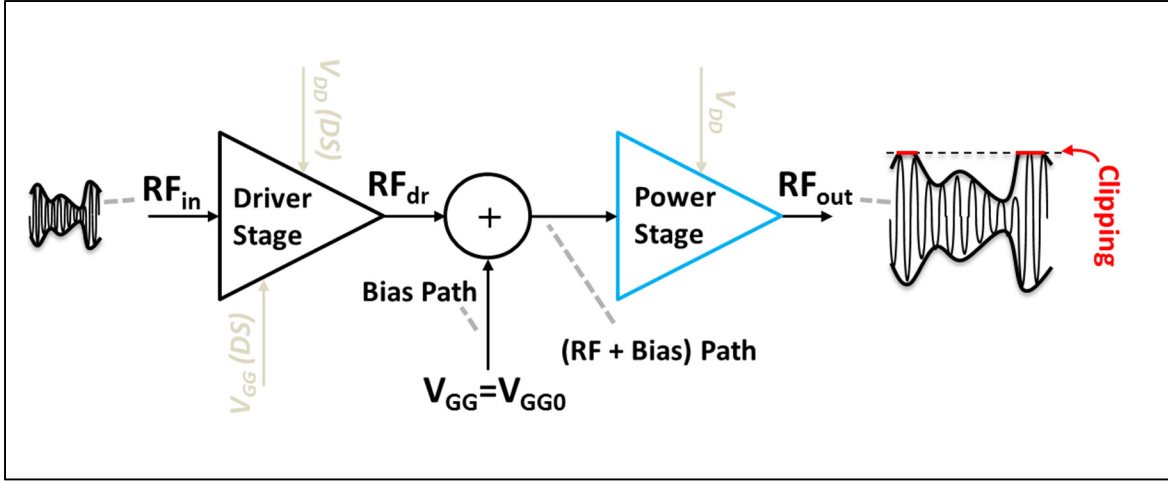 V_DD (DS)
V_DD
RF_in
Driver
Stage
RF_dr
+
Power
Stage
RF_out
Clipping
Bias Path
V_GG (DS)
(RF + Bias) Path
V_GG=V_GG0